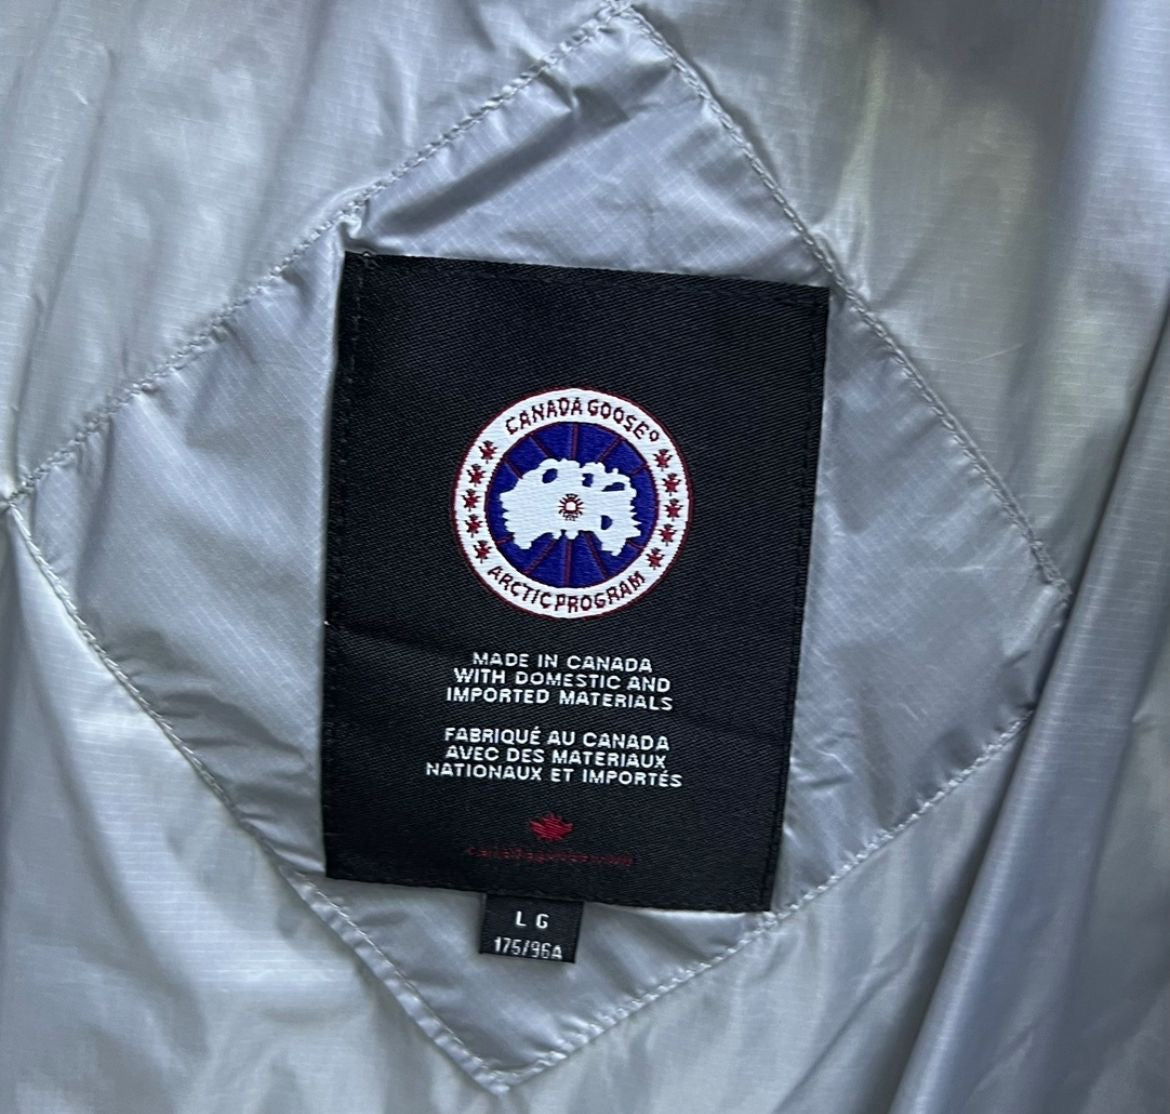 CANADA GOOSE
ARCTIC PROGRAM
MADE IN CANADA
WITH DOMESTIC AND
IMPORTED MATERIALS
FABRIQUÉ AU CANADA
AVEC DES MATERIAUX
NATIONAUX ET IMPORTÉS
LG
175/96A